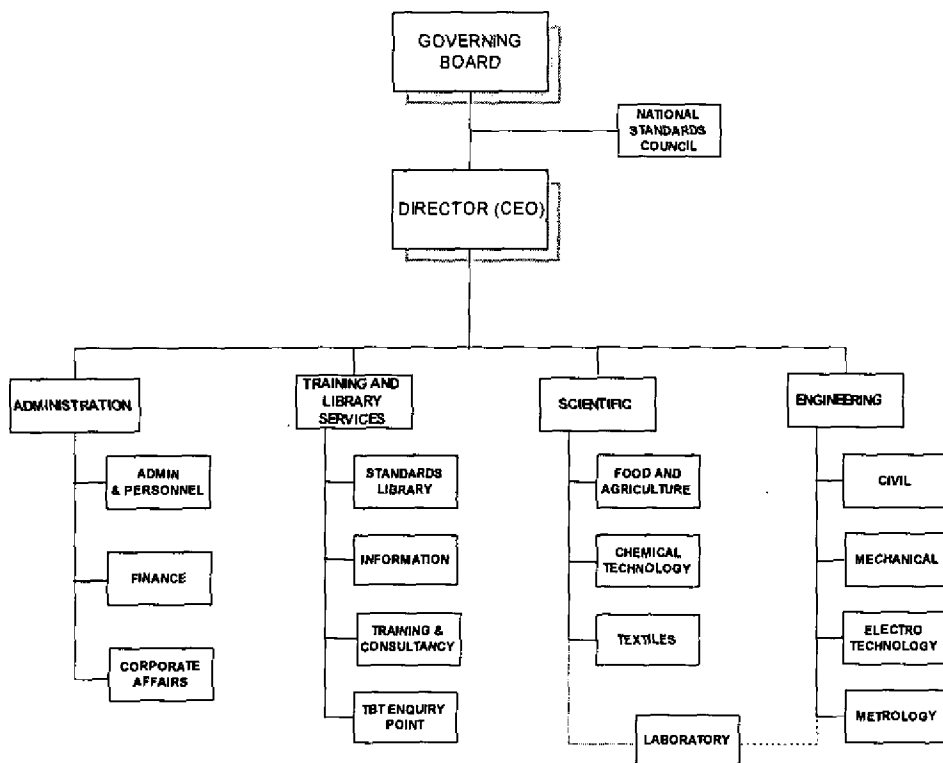 GOVERNING
BOARD
NATIONAL
STANDARDS
COUNCIL
DIRECTOR (CEO)
ADMINISTRATION
TRAINING AND
LIBRARY
SERVICES
SCIENTIFIC
ENGINEERING
ADMIN
& PERSONNEL
STANDARDS
LIBRARY
FOOD AND
AGRICULTURE
CIVIL
FINANCE
INFORMATION
CHEMICAL
TECHNOLOGY
MECHANICAL
CORPORATE
AFFAIRS
TRAINING &
CONSULTANCY
TEXTILES
ELECTRO
TECHNOLOGY
TBT ENQUIRY
POINT
LABORATORY
METROLOGY